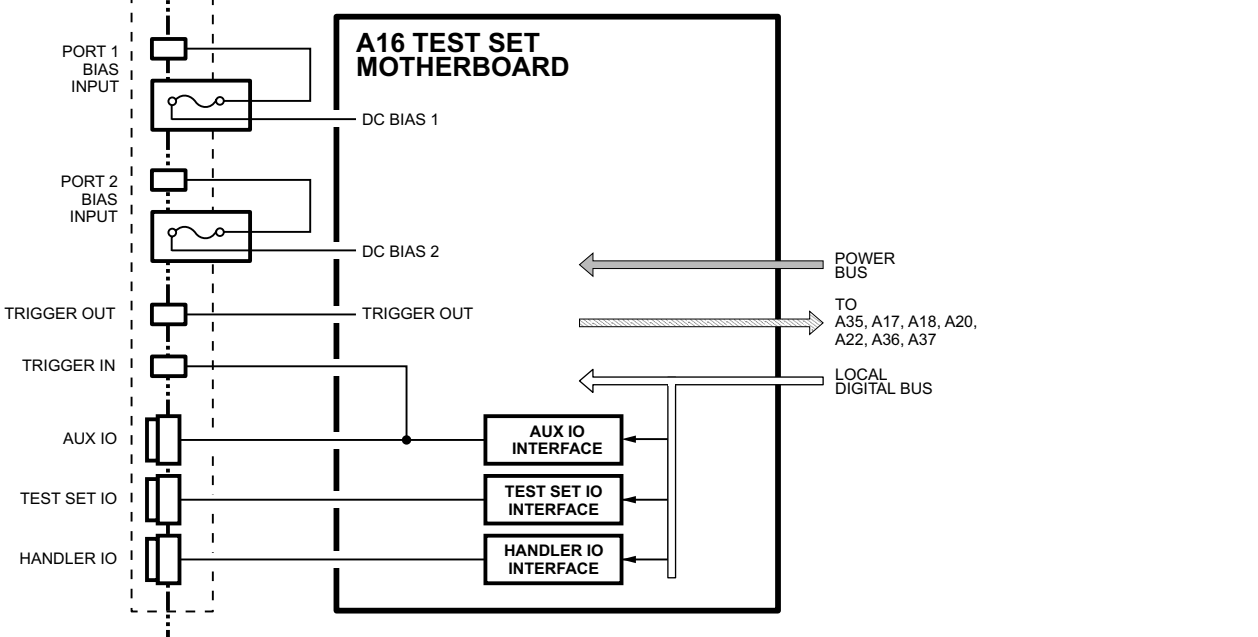 A16 TEST SET
MOTHERBOARD
PORT 1
BIAS
INPUT
DC BIAS 1
PORT 2
BIAS
INPUT
DC BIAS 2
POWER
BUS
TRIGGER OUT
TRIGGER OUT
TO
A35, A17, A18, A20,
A22, A36, A37
TRIGGER IN
LOCAL
DIGITAL BUS
AUX IO
AUX IO
INTERFACE
TEST SET IO
TEST SET IO
INTERFACE
HANDLER IO
HANDLER IO
INTERFACE